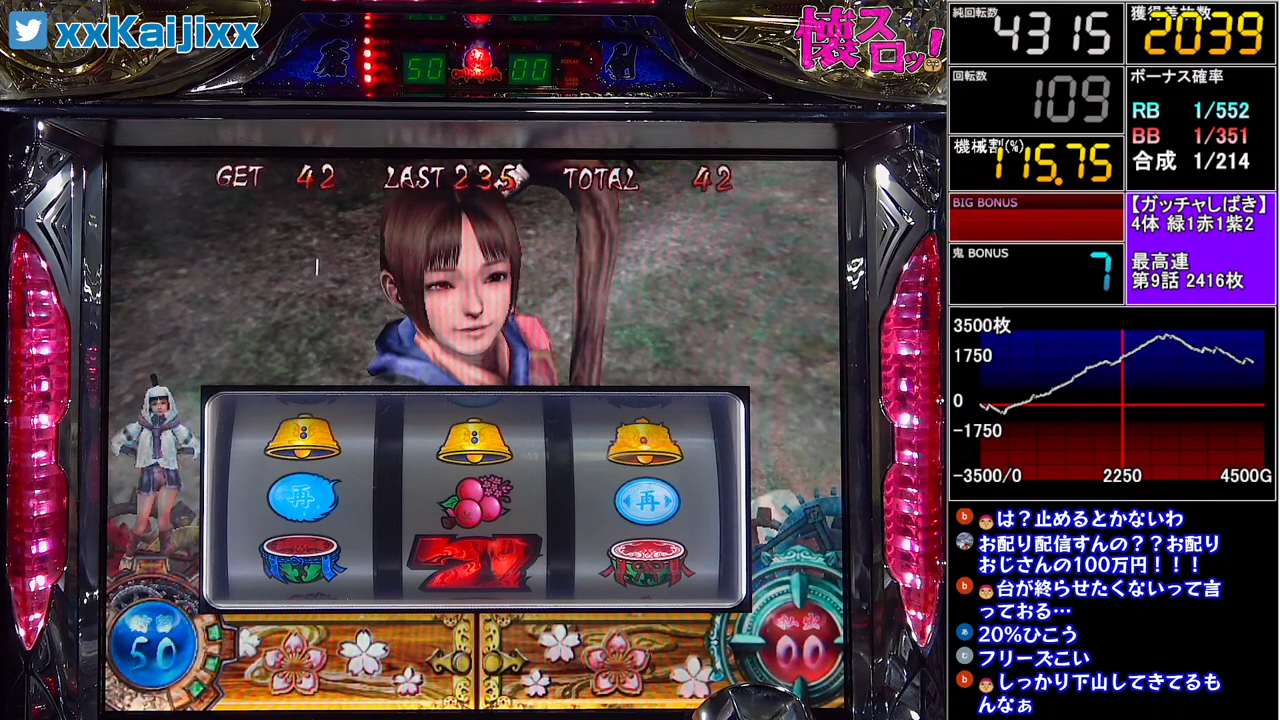 xxKaijixx
懐スロッ!
50
00
GET 42 LAST 235 TOTAL 42
再
再
77
時留
50
00
純回転数
4315
獲得差枚数
2039
回転数
109
ボーナス確率
RB 1/552
BB 1/351
合成 1/214
機械割(%)
115.75
BIG BONUS
鬼 BONUS
7
【ガッチャしばき】
4体 緑1赤1紫2
最高連
第9話 2416枚
3500枚
1750
0
-1750
-3500/0
2250
4500G
は？止めるとかないわ
お配り配信すんの？？お配り
おじさんの100万円！！！
台が終らせたくないって言
っておる…
20%ひこう
フリーズこい
しっかり下山してきてるも
んなぁ